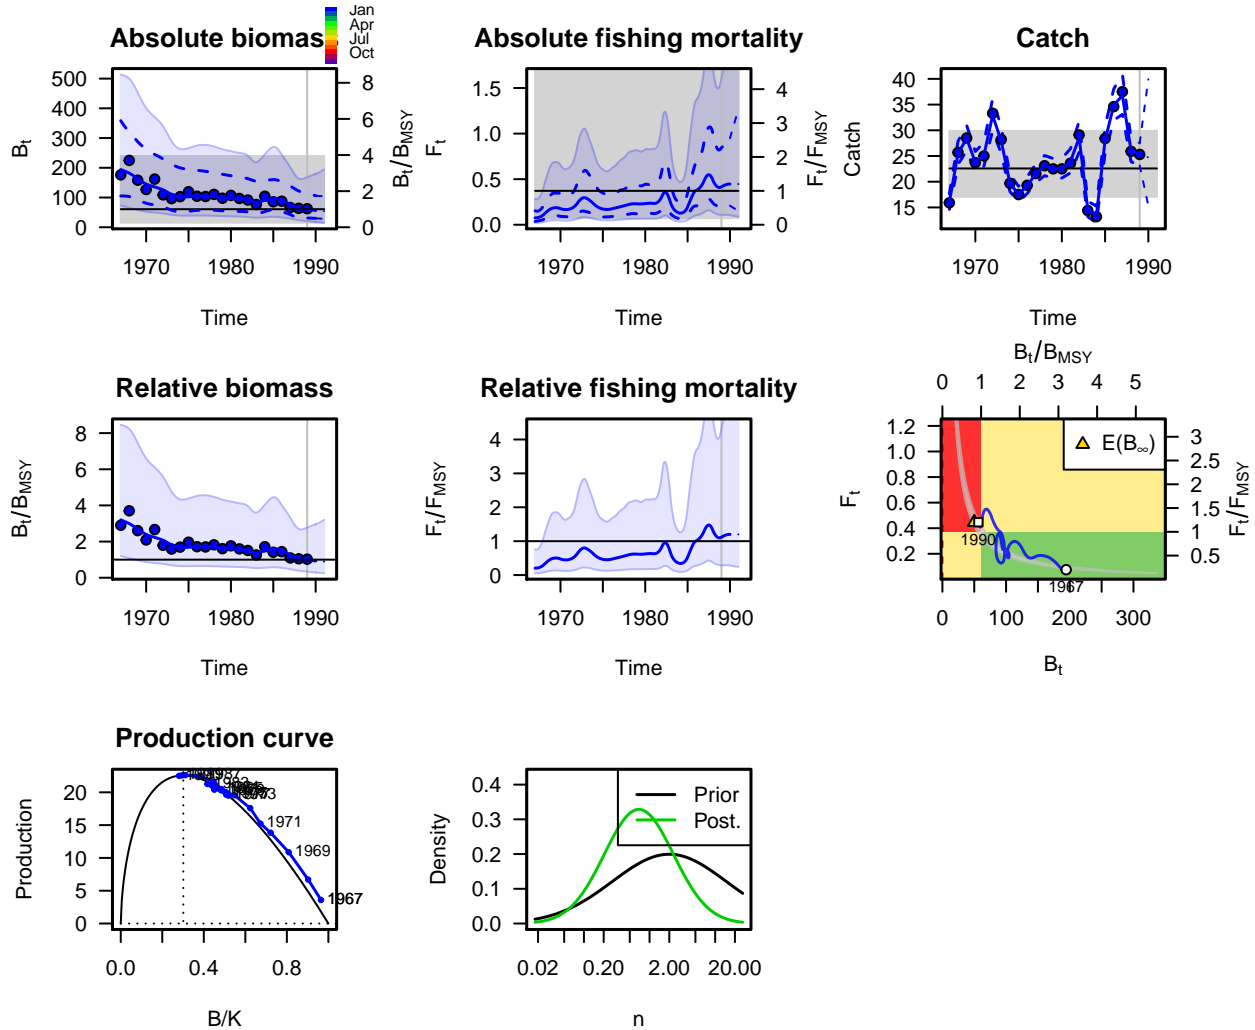 Jan
Apr
Jul
Oct
Absolute biomass
500
400
300
200
100
0
8
6
4
2
0
1970 1980 1990
Bt
Bt/BMSY
Time
Absolute fishing mortality
1.5
1.0
0.5
0.0
4
3
2
1
0
1970 1980 1990
Ft
Ft/FMSY
Time
Catch
40
35
30
25
20
15
1970 1980 1990
Catch
Time
Relative biomass
8
6
4
2
0
1970 1980 1990
Bt/BMSY
Time
Relative fishing mortality
4
3
2
1
0
1970 1980 1990
Ft/FMSY
Time
Bt/BMSY
0 1 2 3 4 5
1.2
1.0
0.8
0.6
0.4
0.2
3
2.5
2
1.5
1
0.5
E(B∞)
1990
1967
0 100 200 300
Ft
Ft/FMSY
Bt
Production curve
20
15
10
5
0
1971
1969
1967
0.0 0.4 0.8
Production
B/K
0.4
0.3
0.2
0.1
0.0
Prior
Post.
0.02 0.20 2.00 20.00
Density
n